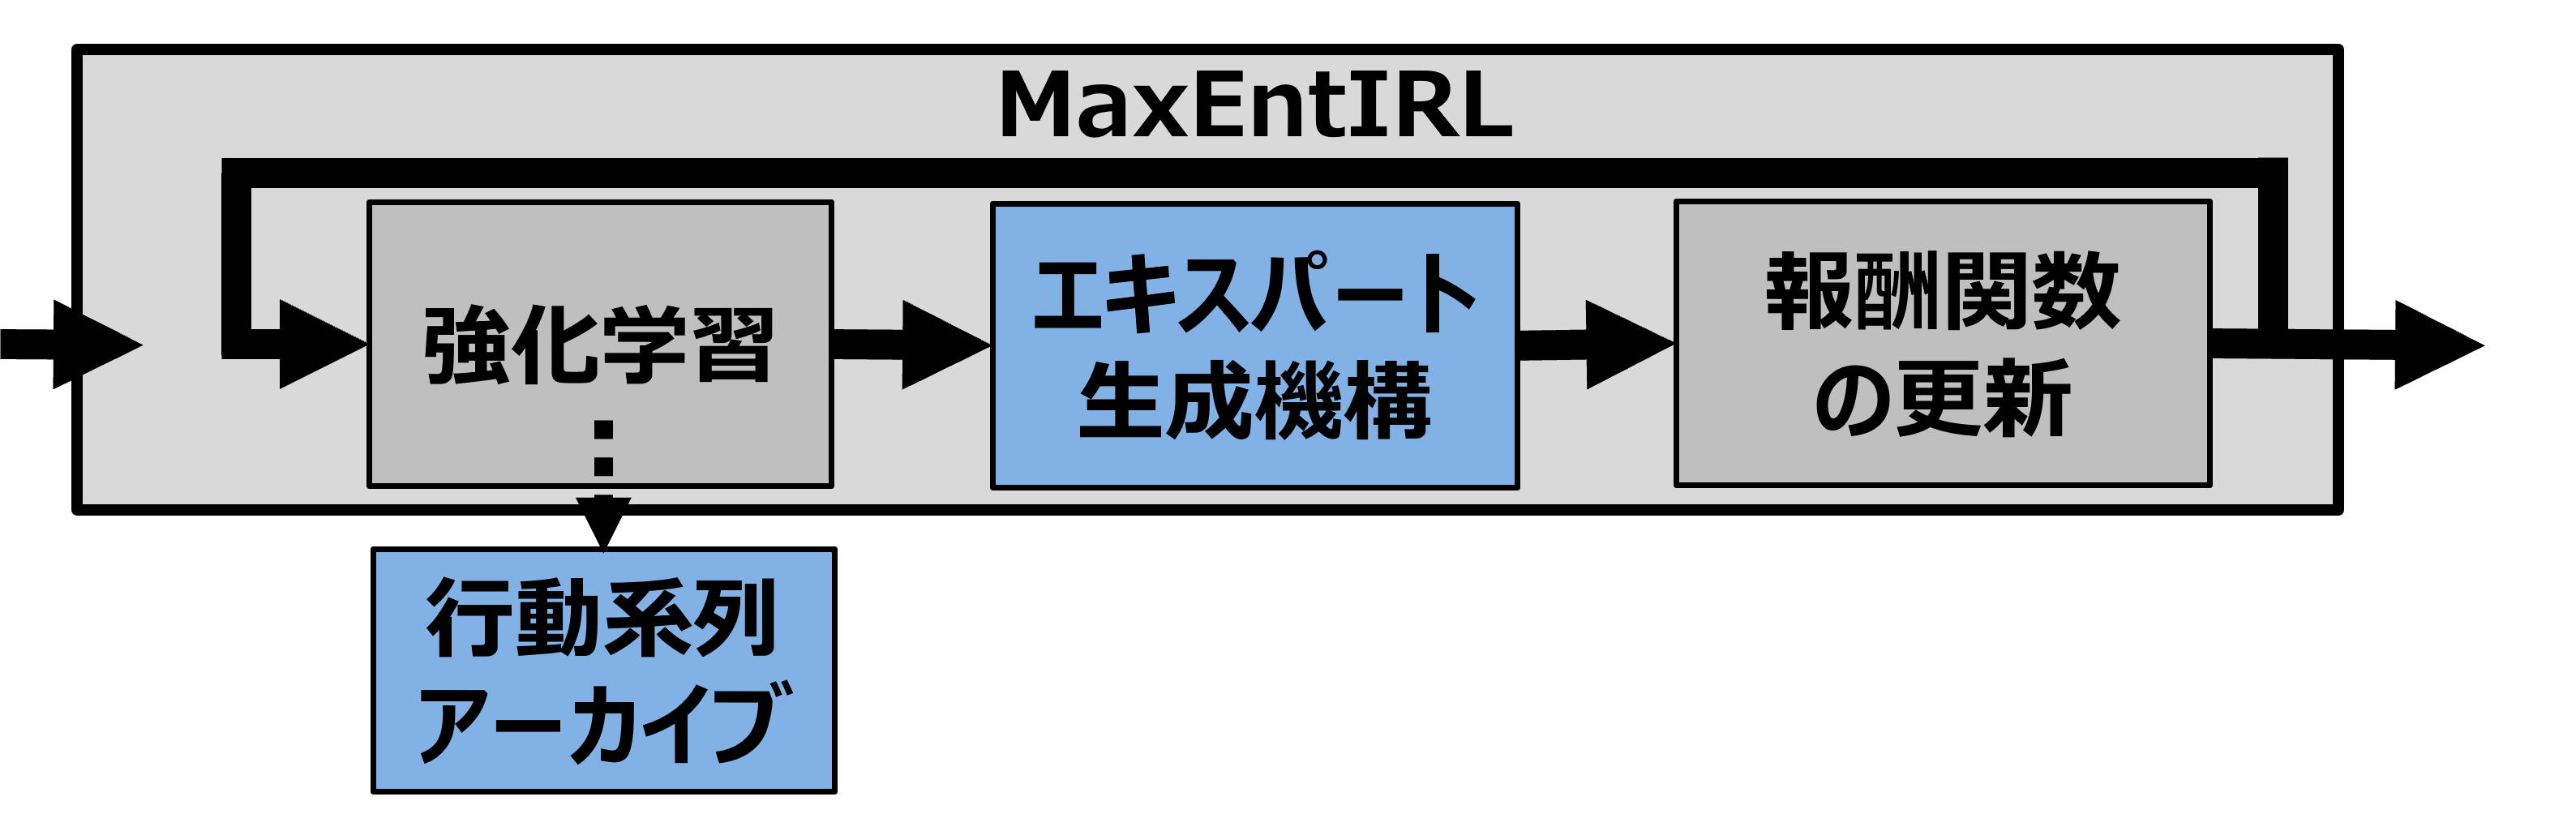 MaxEntIRL
強化学習
エキスパート
生成機構
報酬関数
の更新
行動系列
アーカイブ